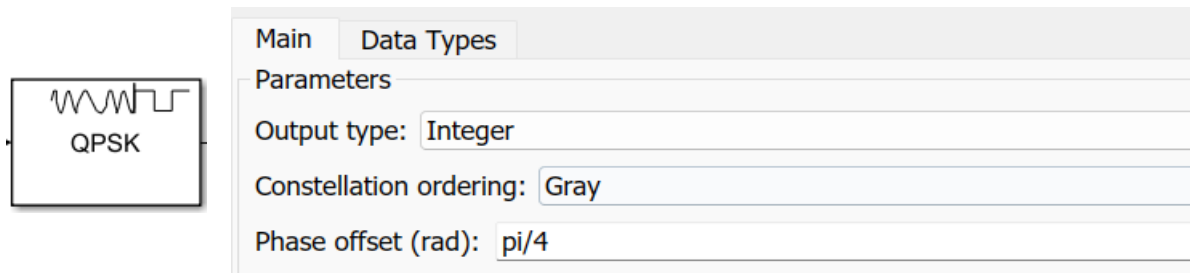 QPSK
Main Data Types
Parameters
Output type: Integer
Constellation ordering: Gray
Phase offset (rad): pi/4